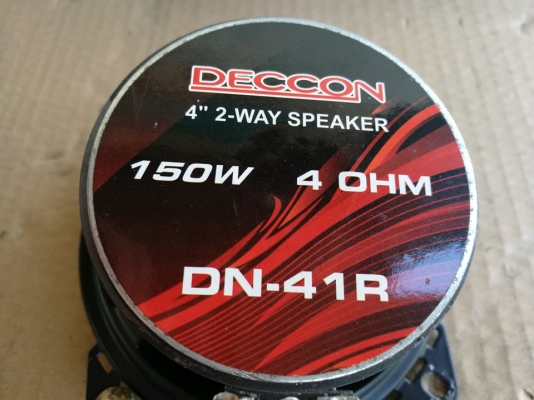 DECCON
4" 2-WAY SPEAKER
150W 4 OHM
DN-41R